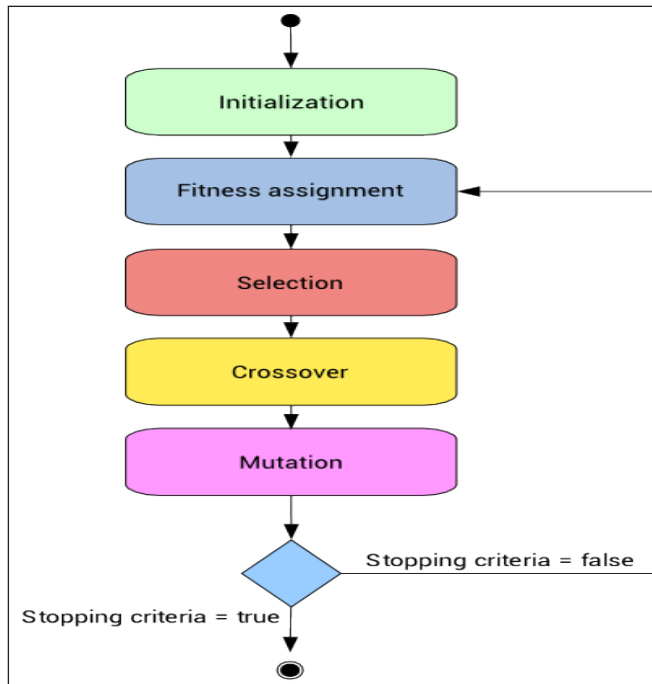 Initialization
Fitness assignment
Selection
Crossover
Mutation
Stopping criteria = false
Stopping criteria = true